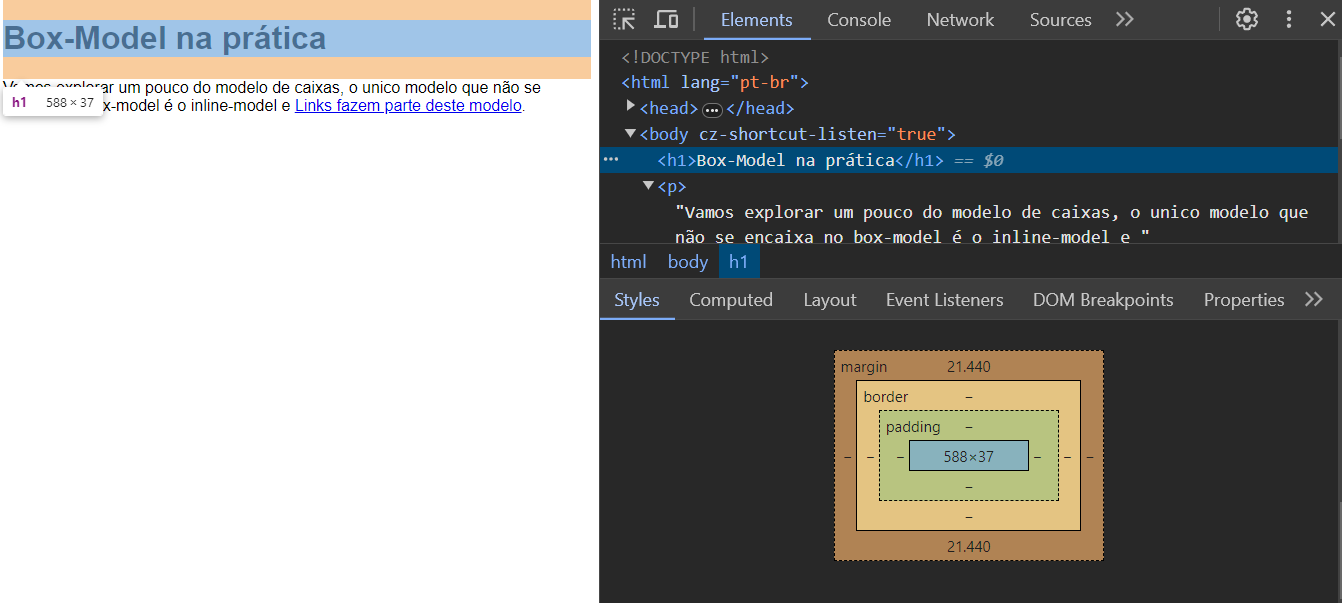 Box-Model na prática
Vamos explorar um pouco do modelo de caixas, o unico modelo que não se
x-model é o inline-model e Links fazem parte deste modelo.
h1 588 × 37
Elements Console Network Sources
<!DOCTYPE html>
<html lang="pt-br">
<head> ••• </head>
<body cz-shortcut-listen="true">
••• <h1>Box-Model na prática</h1> == $0
<p>
"Vamos explorar um pouco do modelo de caixas, o unico modelo que
não se encaixa no box-model é o inline-model e "
html body h1
Styles Computed Layout Event Listeners DOM Breakpoints Properties
margin 21.440
border –
padding –
– – – 588×37 – – –
–
–
21.440